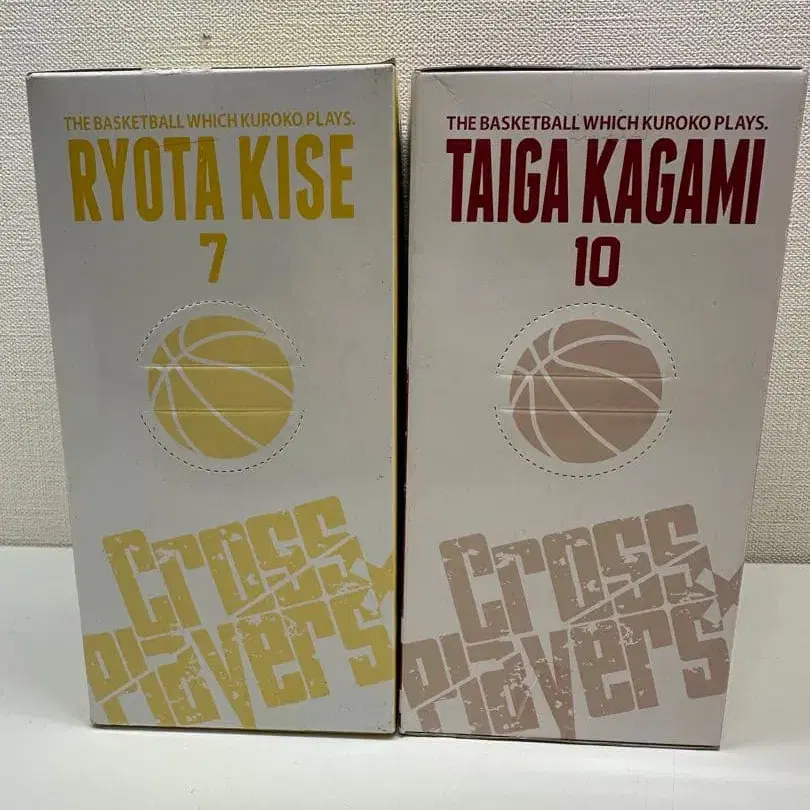 THE BASKETBALL WHICH KUROKO PLAYS.
RYOTA KISE
7
Cross
Players
THE BASKETBALL WHICH KUROKO PLAYS.
TAIGA KAGAMI
10
Cross
Players